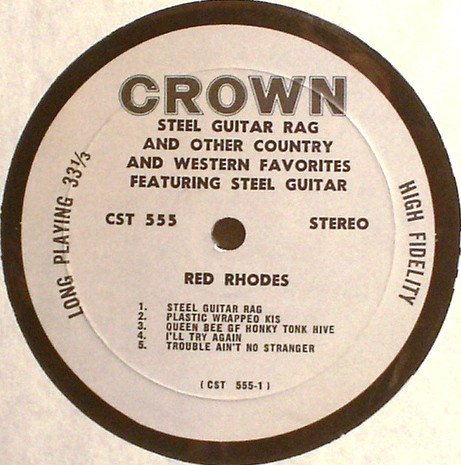 CROWN
STEEL GUITAR RAG
AND OTHER COUNTRY
AND WESTERN FAVORITES
FEATURING STEEL GUITAR
LONG PLAYING 33⅓
HIGH FIDELITY
CST 555
STEREO
RED RHODES
1. STEEL GUITAR RAG
2. PLASTIC WRAPPED KIS
3. QUEEN BEE GF HONKY TONK HIVE
4. I'LL TRY AGAIN
5. TROUBLE AIN'T NO STRANGER
( CST 555-1 )